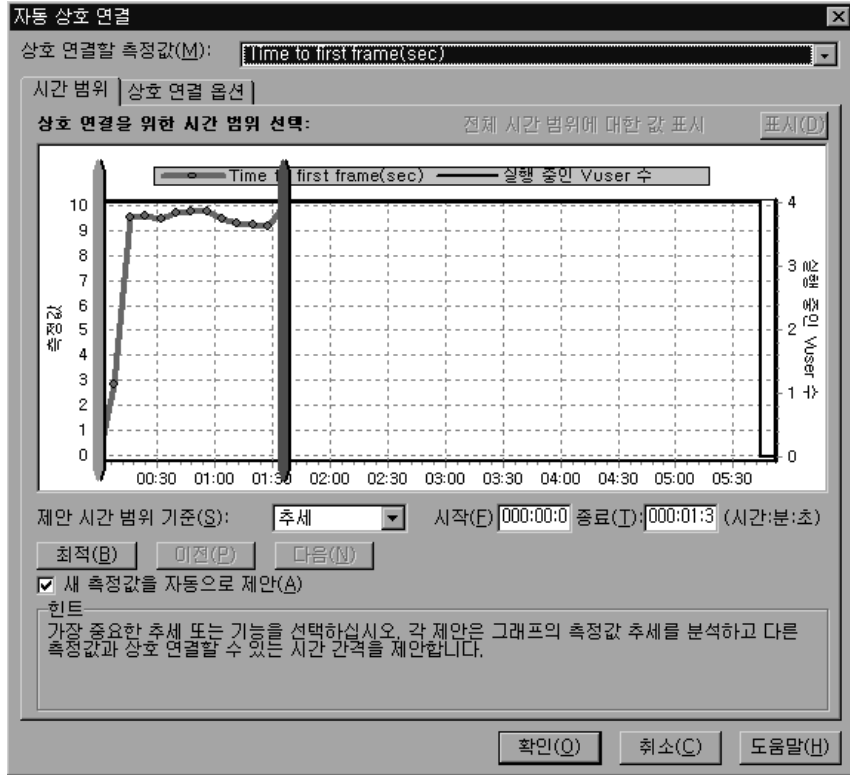 자동 상호 연결
상호 연결할 측정값(M): Time to first frame(sec)
시간 범위 상호 연결 옵션
상호 연결을 위한 시간 범위 선택: 전체 시간 범위에 대한 값 표시 표시(D)
Time t first frame(sec) 실행 중인 Vuser 수
10
9
8
7
6
5
4
3
2
1
0
측정값
4
3
2
1
0
실행 중인 Vuser 수
00:30 01:00 01:30 02:00 02:30 03:00 03:30 04:00 04:30 05:00 05:30
제안 시간 범위 기준(S): 추세 시작(F) 000:00:0 종료(T): 000:01:3 (시간:분:초)
최적(B) 이전(P) 다음(N)
새 측정값을 자동으로 제안(A)
힌트
가장 중요한 추세 또는 기능을 선택하십시오. 각 제안은 그래프의 측정값 추세를 분석하고 다른
측정값과 상호 연결할 수 있는 시간 간격을 제안합니다.
확인(O) 취소(C) 도움말(H)